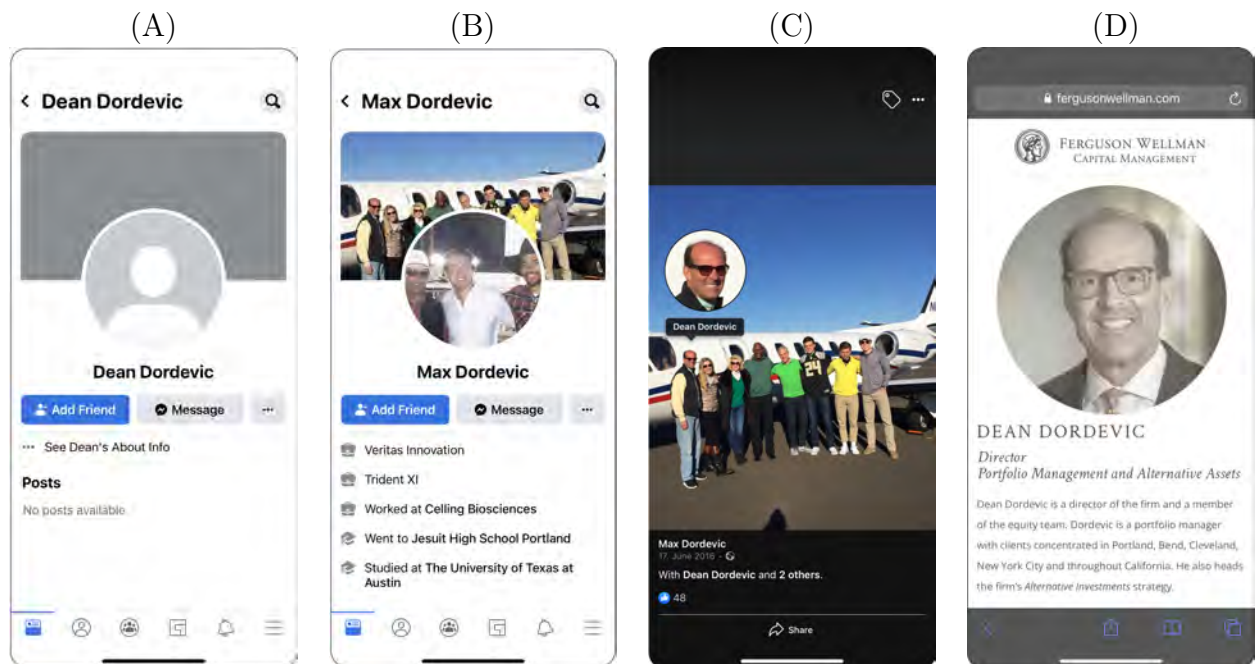 (A)
(B)
(C)
(D)
Dean Dordevic
Dean Dordevic
Add Friend
Message
See Dean's About Info
Posts
No posts available
Max Dordevic
Max Dordevic
Add Friend
Message
Veritas Innovation
Trident XI
Worked at Celling Biosciences
Went to Jesuit High School Portland
Studied at The University of Texas at
Austin
Dean Dordevic
24
Max Dordevic
17. June 2016 ·
With Dean Dordevic and 2 others.
48
Share
fergusonwellman.com
FERGUSON WELLMAN
CAPITAL MANAGEMENT
DEAN DORDEVIC
Director
Portfolio Management and Alternative Assets
Dean Dordevic is a director of the firm and a member
of the equity team. Dordevic is a portfolio manager
with clients concentrated in Portland, Bend, Cleveland,
New York City and throughout California. He also heads
the firm's Alternative Investments strategy.